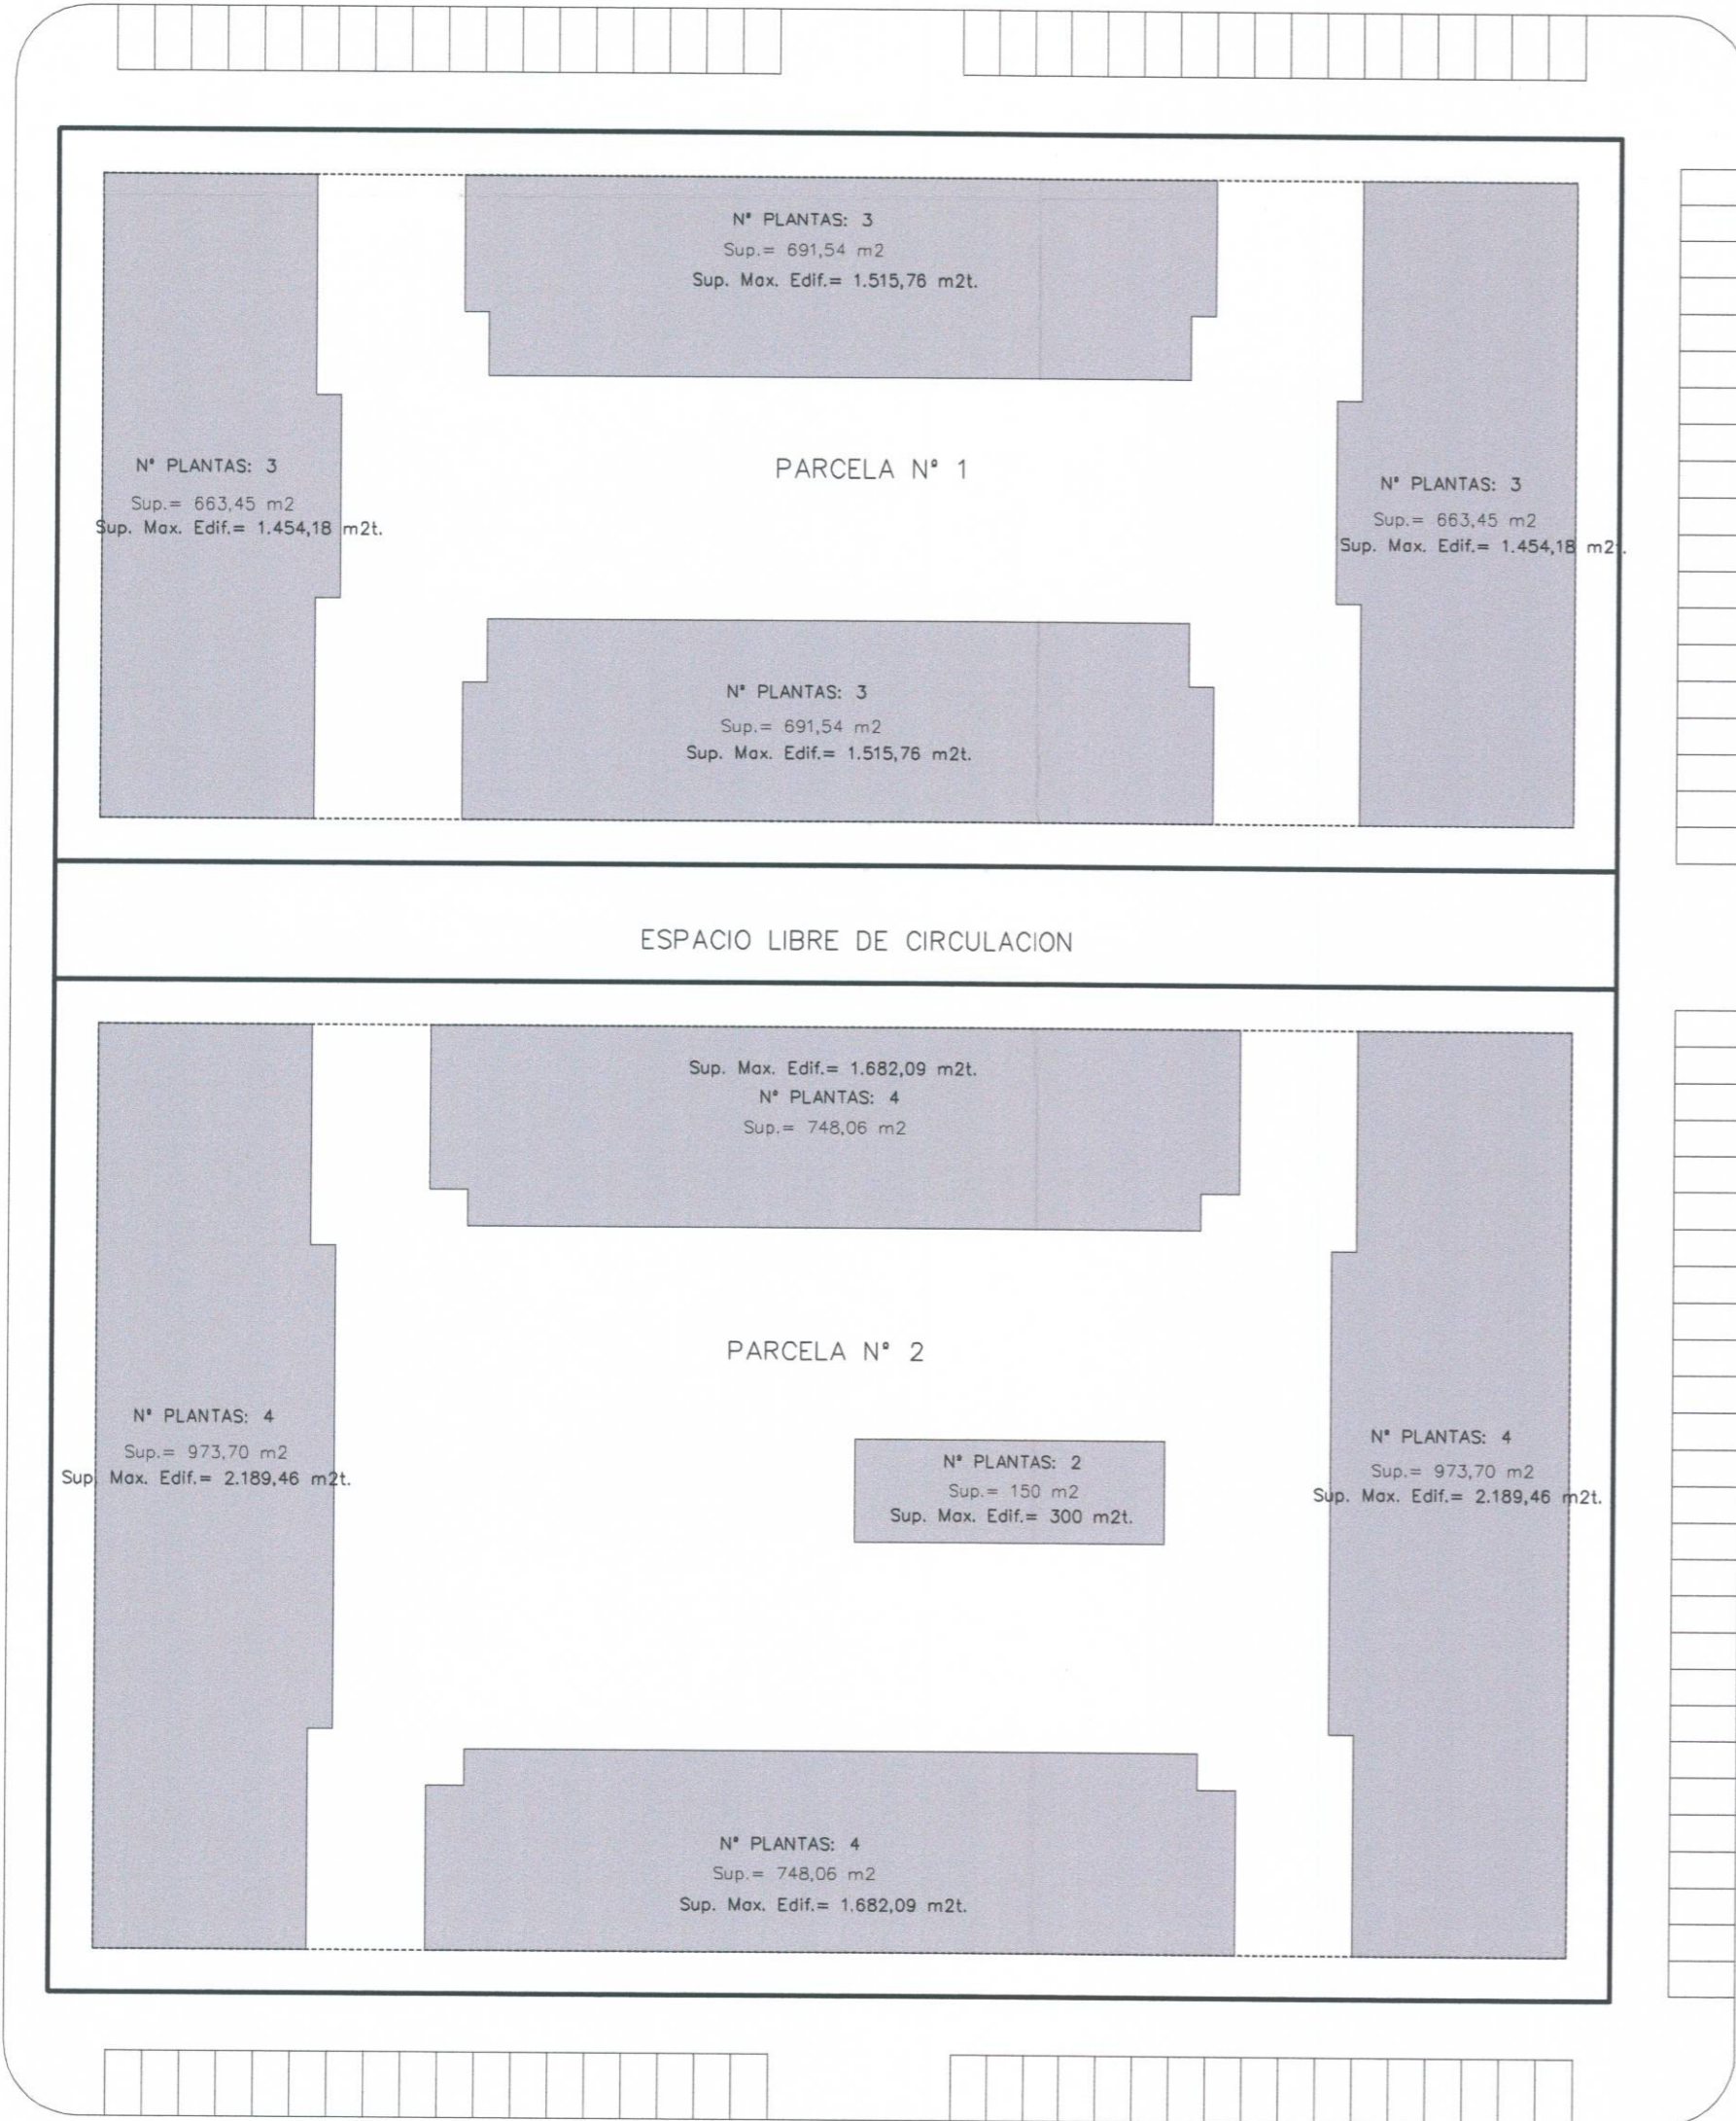 Nº PLANTAS: 3
Sup.= 691,54 m2
Sup. Max. Edif.= 1.515,76 m2t.
Nº PLANTAS: 3
Sup.= 663,45 m2
Sup. Max. Edif.= 1.454,18 m2t.
PARCELA Nº 1
Nº PLANTAS: 3
Sup.= 663,45 m2
Sup. Max. Edif.= 1.454,18 m2t.
Nº PLANTAS: 3
Sup.= 691,54 m2
Sup. Max. Edif.= 1.515,76 m2t.
ESPACIO LIBRE DE CIRCULACION
Sup. Max. Edif.= 1.682,09 m2t.
Nº PLANTAS: 4
Sup.= 748,06 m2
PARCELA Nº 2
Nº PLANTAS: 4
Sup.= 973,70 m2
Sup. Max. Edif.= 2.189,46 m2t.
Nº PLANTAS: 2
Sup.= 150 m2
Sup. Max. Edif.= 300 m2t.
Nº PLANTAS: 4
Sup.= 973,70 m2
Sup. Max. Edif.= 2.189,46 m2t.
Nº PLANTAS: 4
Sup.= 748,06 m2
Sup. Max. Edif.= 1.682,09 m2t.